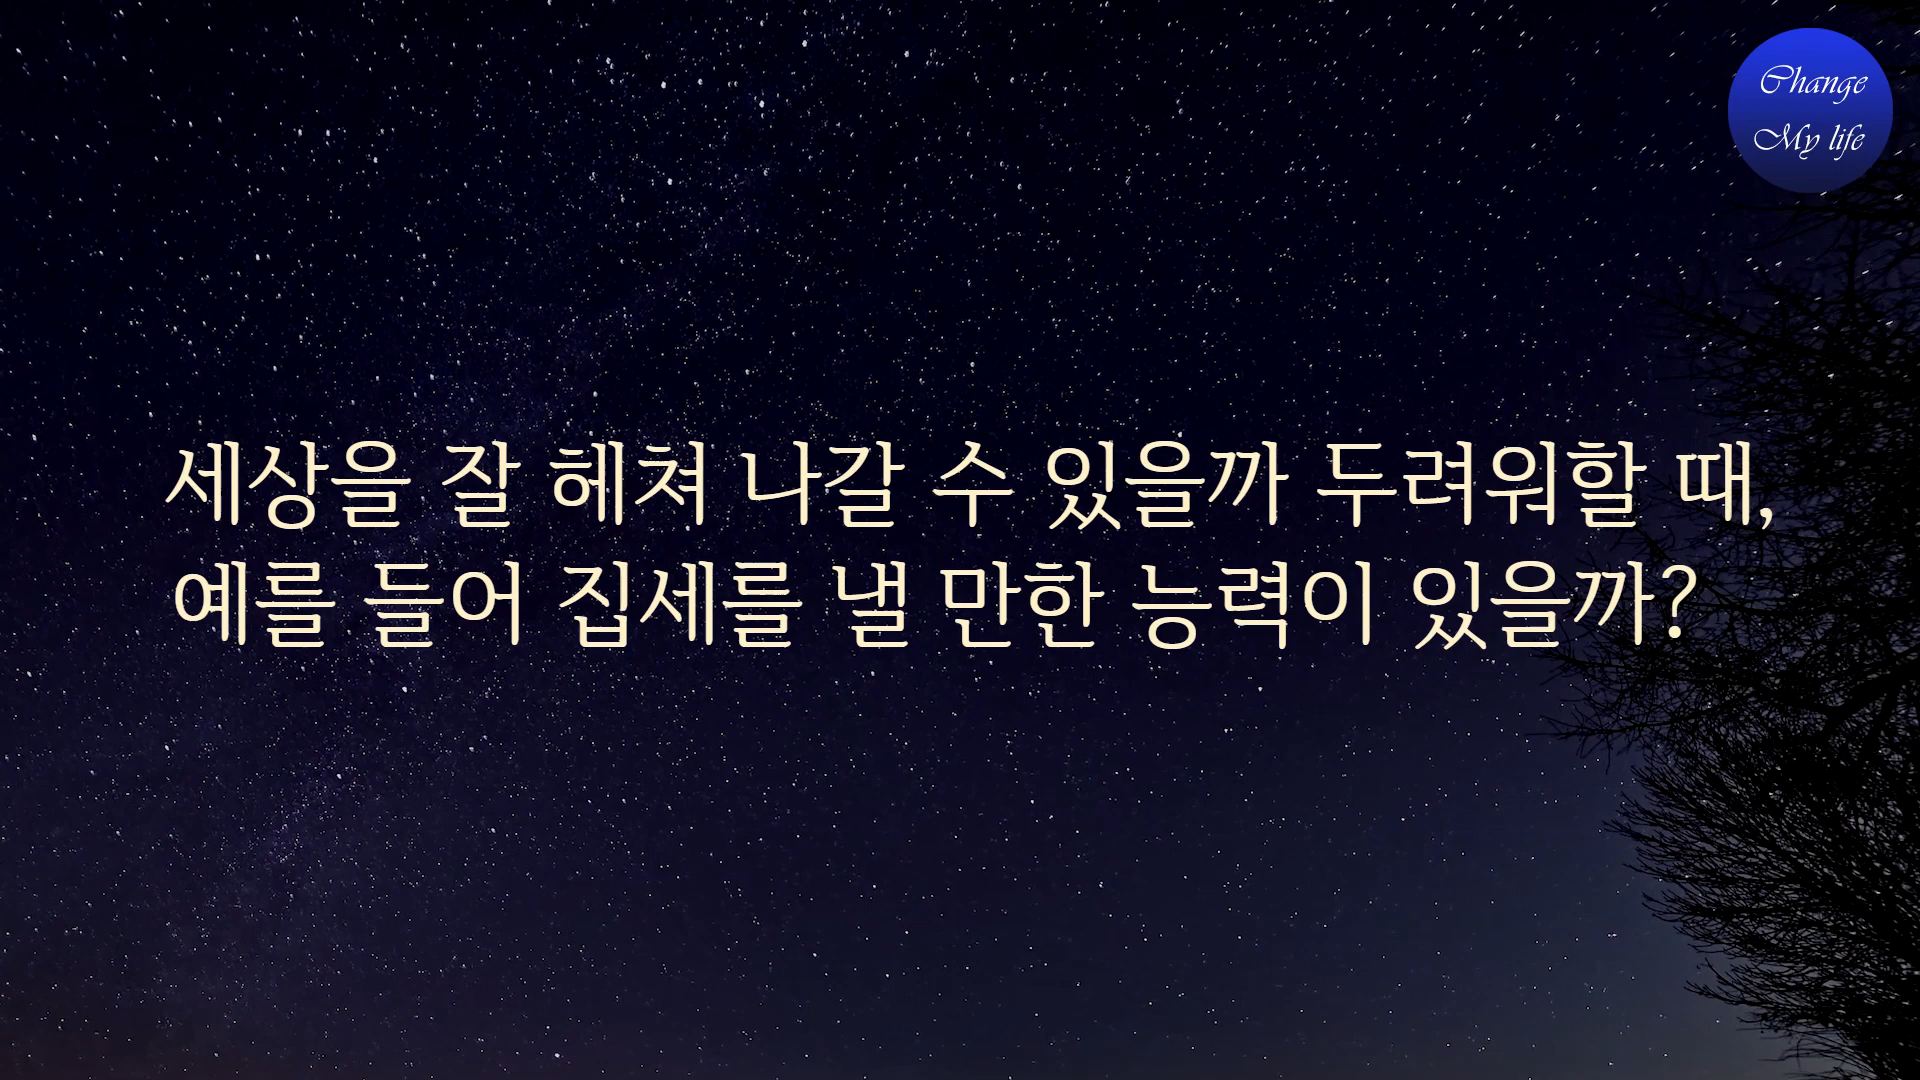 Change
My life
세상을 잘 헤쳐 나갈 수 있을까 두려워할 때,
예를 들어 집세를 낼 만한 능력이 있을까?